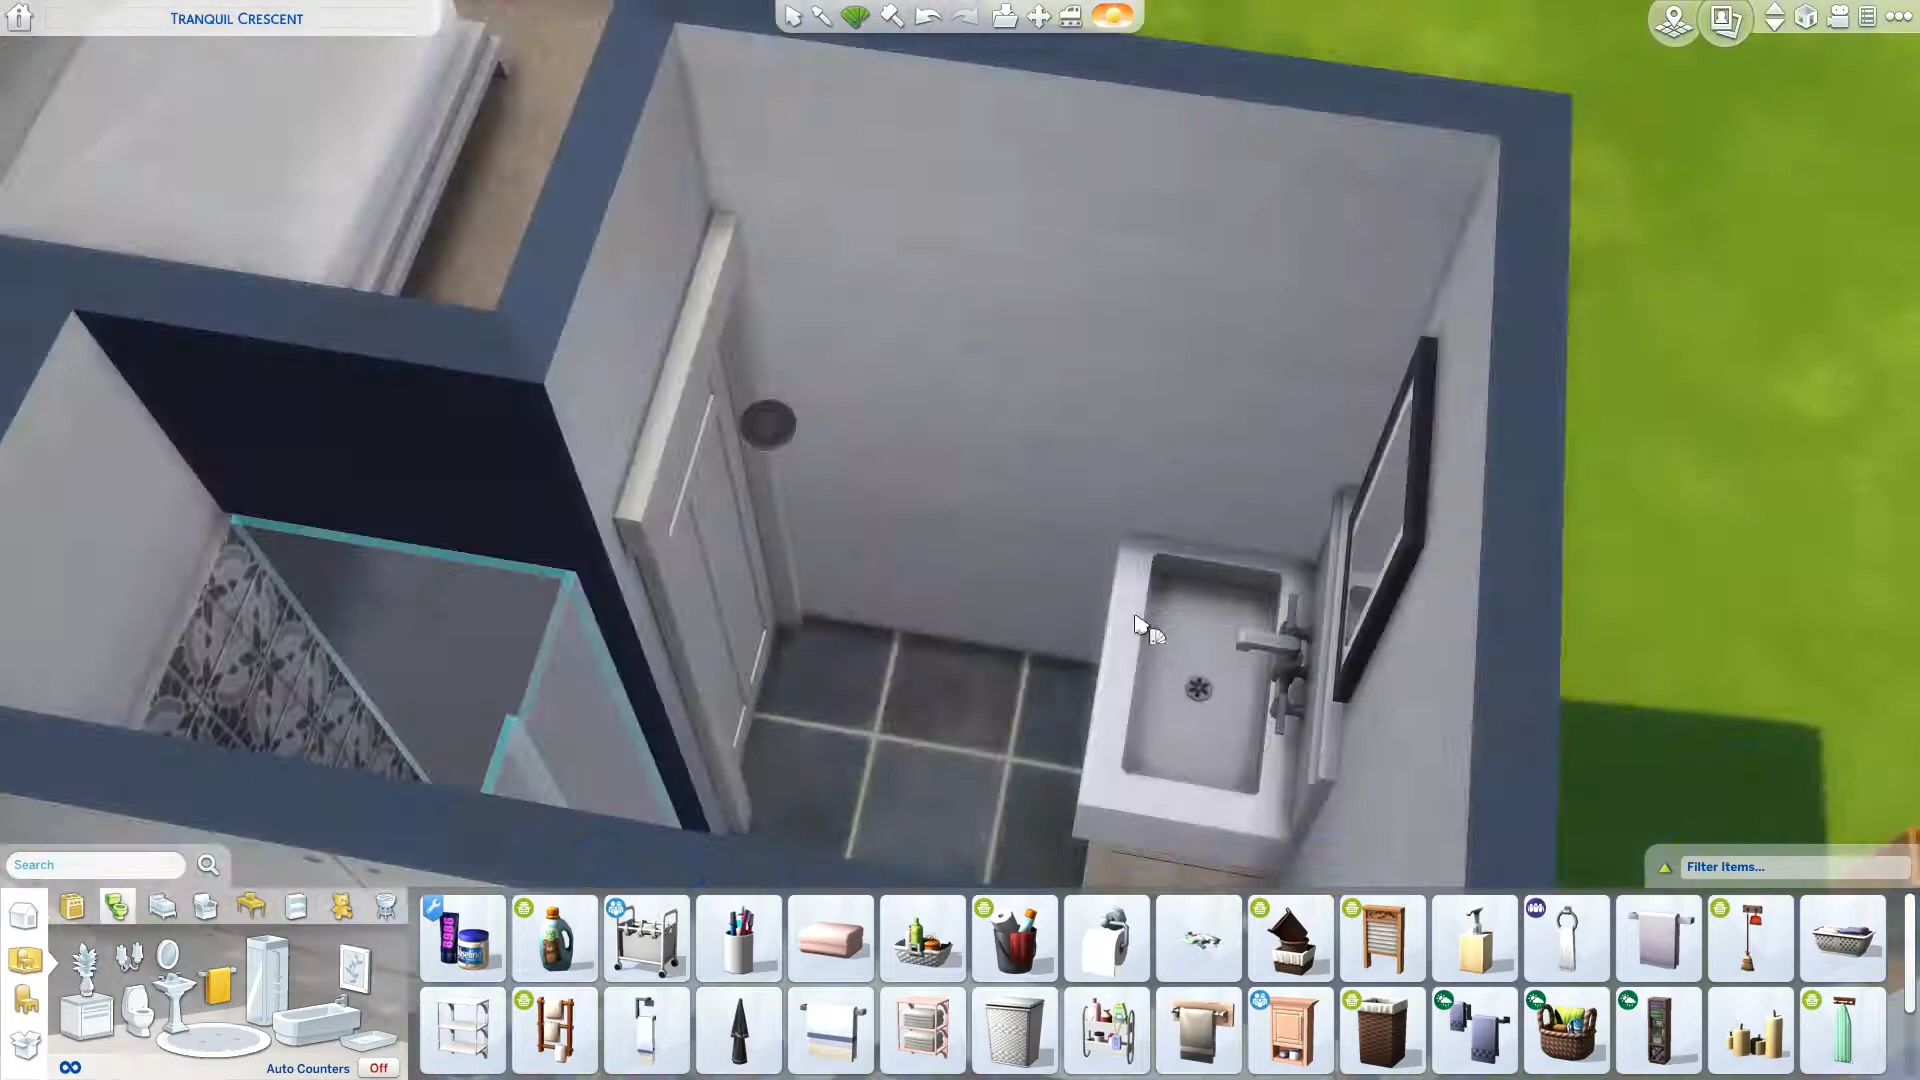 Tranquil Crescent
Search
Filter Items...
Auto Counters
Off